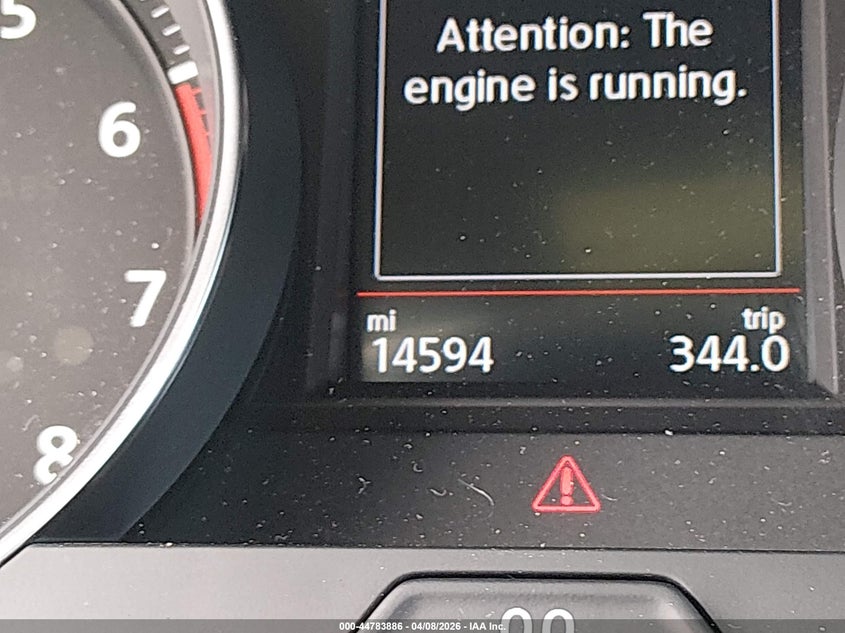 Attention: The
engine is running.
5
6
7
8
mi
trip
14594
344.0
000-44783886 - 04/08/2026 - IAA Inc.